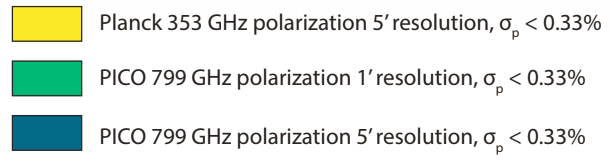 Planck 353 GHz polarization 5′ resolution, σₚ < 0.33%
PICO 799 GHz polarization 1′ resolution, σₚ < 0.33%
PICO 799 GHz polarization 5′ resolution, σₚ < 0.33%